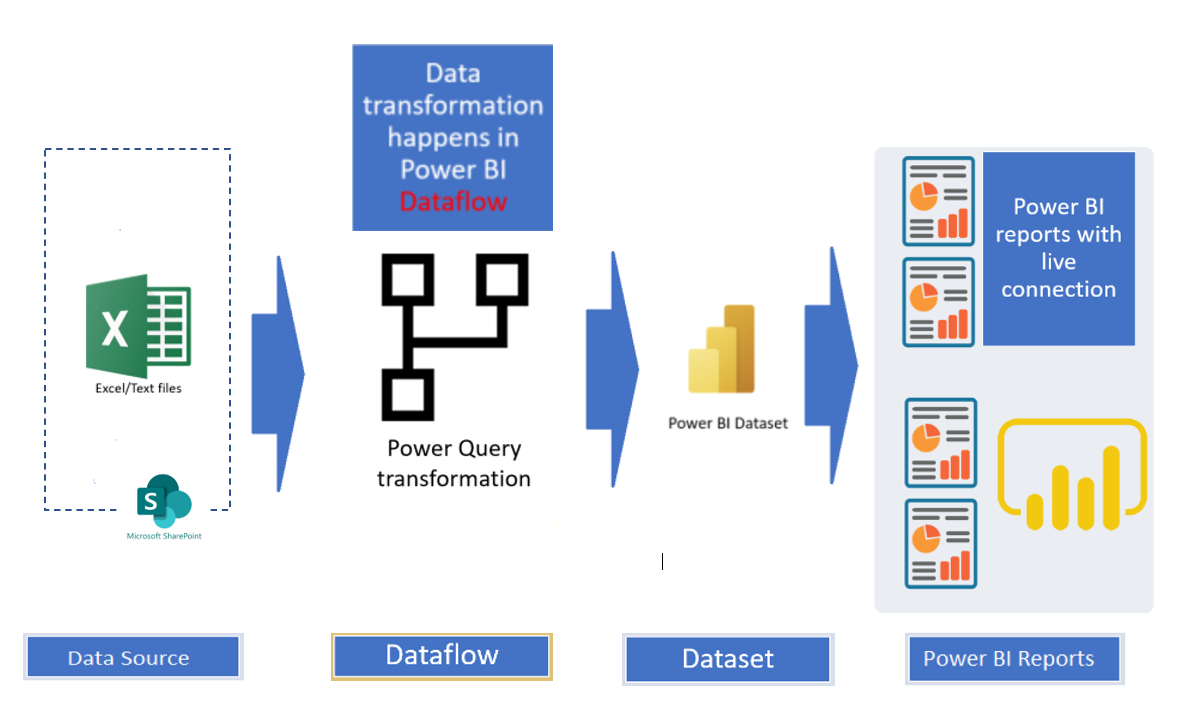 Data
transformation
happens in
Power BI
Dataflow
X
Excel/Text files
S
Microsoft SharePoint
Power Query
transformation
Power BI Dataset
Power BI
reports with
live
connection
Data Source
Dataflow
Dataset
Power BI Reports